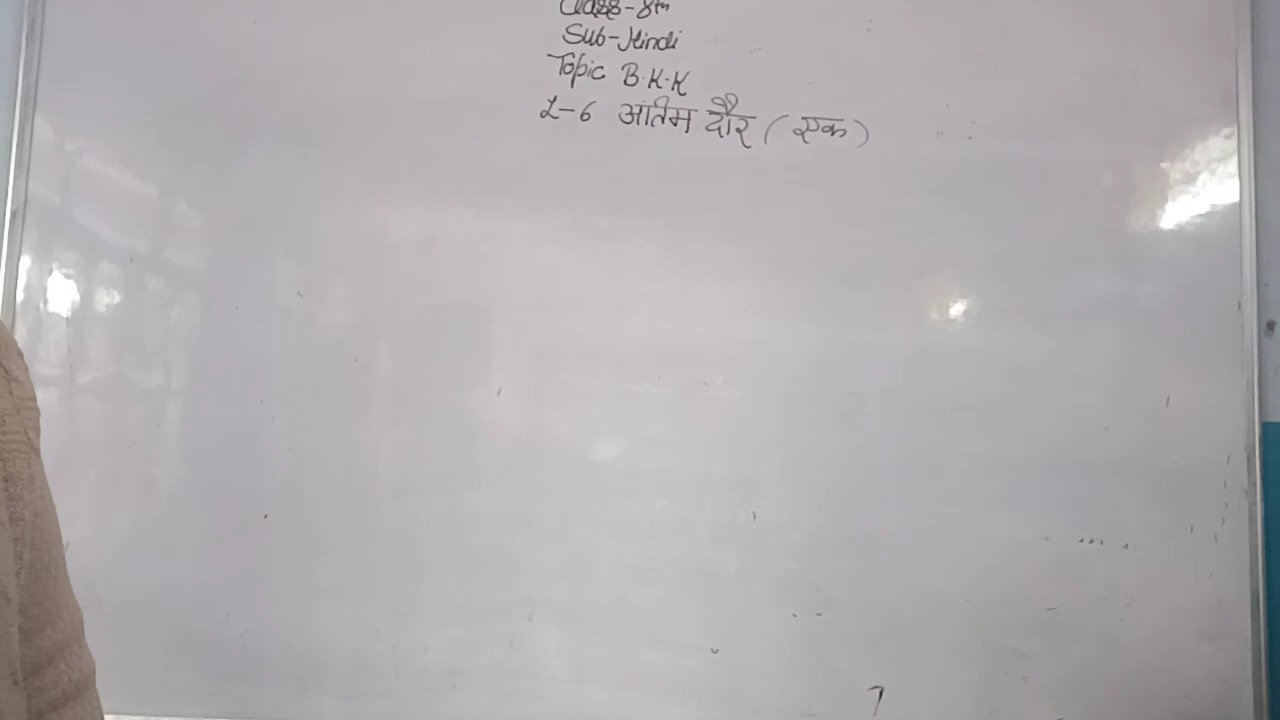 Class-8th
Sub-Hindi
Topic B.K.K
L-6 अंतिम दौर (एक)